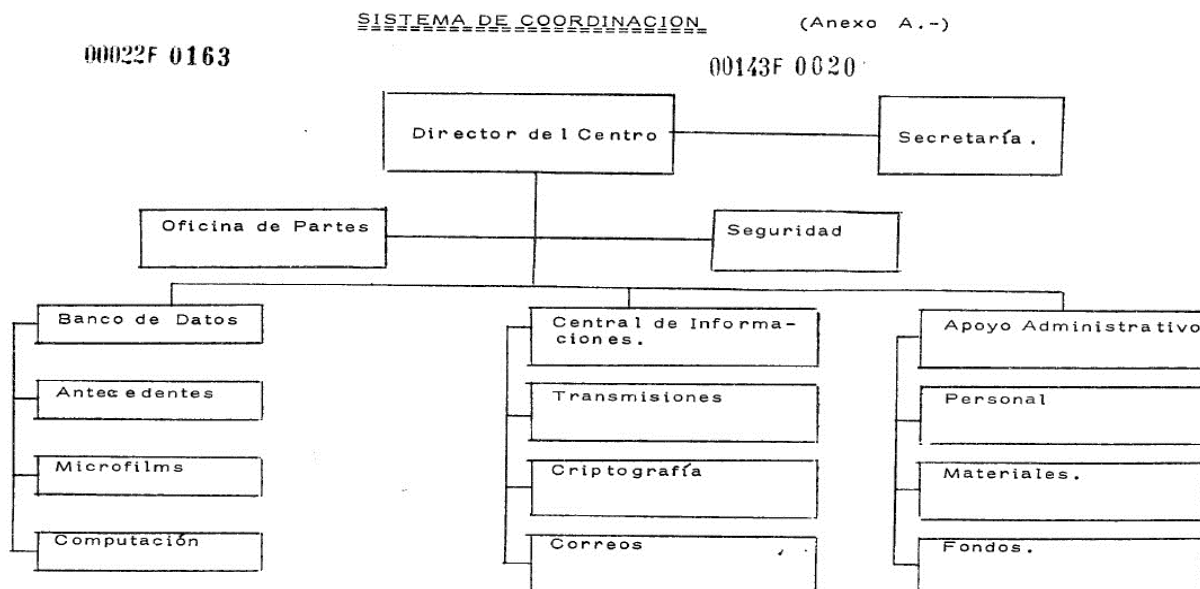 SISTEMA DE COORDINACION (Anexo A.-)
00022F 0163
00143F 0020
Director del Centro
Secretaría.
Oficina de Partes
Seguridad
Banco de Datos
Central de Informa-
ciones.
Apoyo Administrativo
Antecedentes
Transmisiones
Personal
Microfilms
Criptografía
Materiales.
Computación
Correos
Fondos.